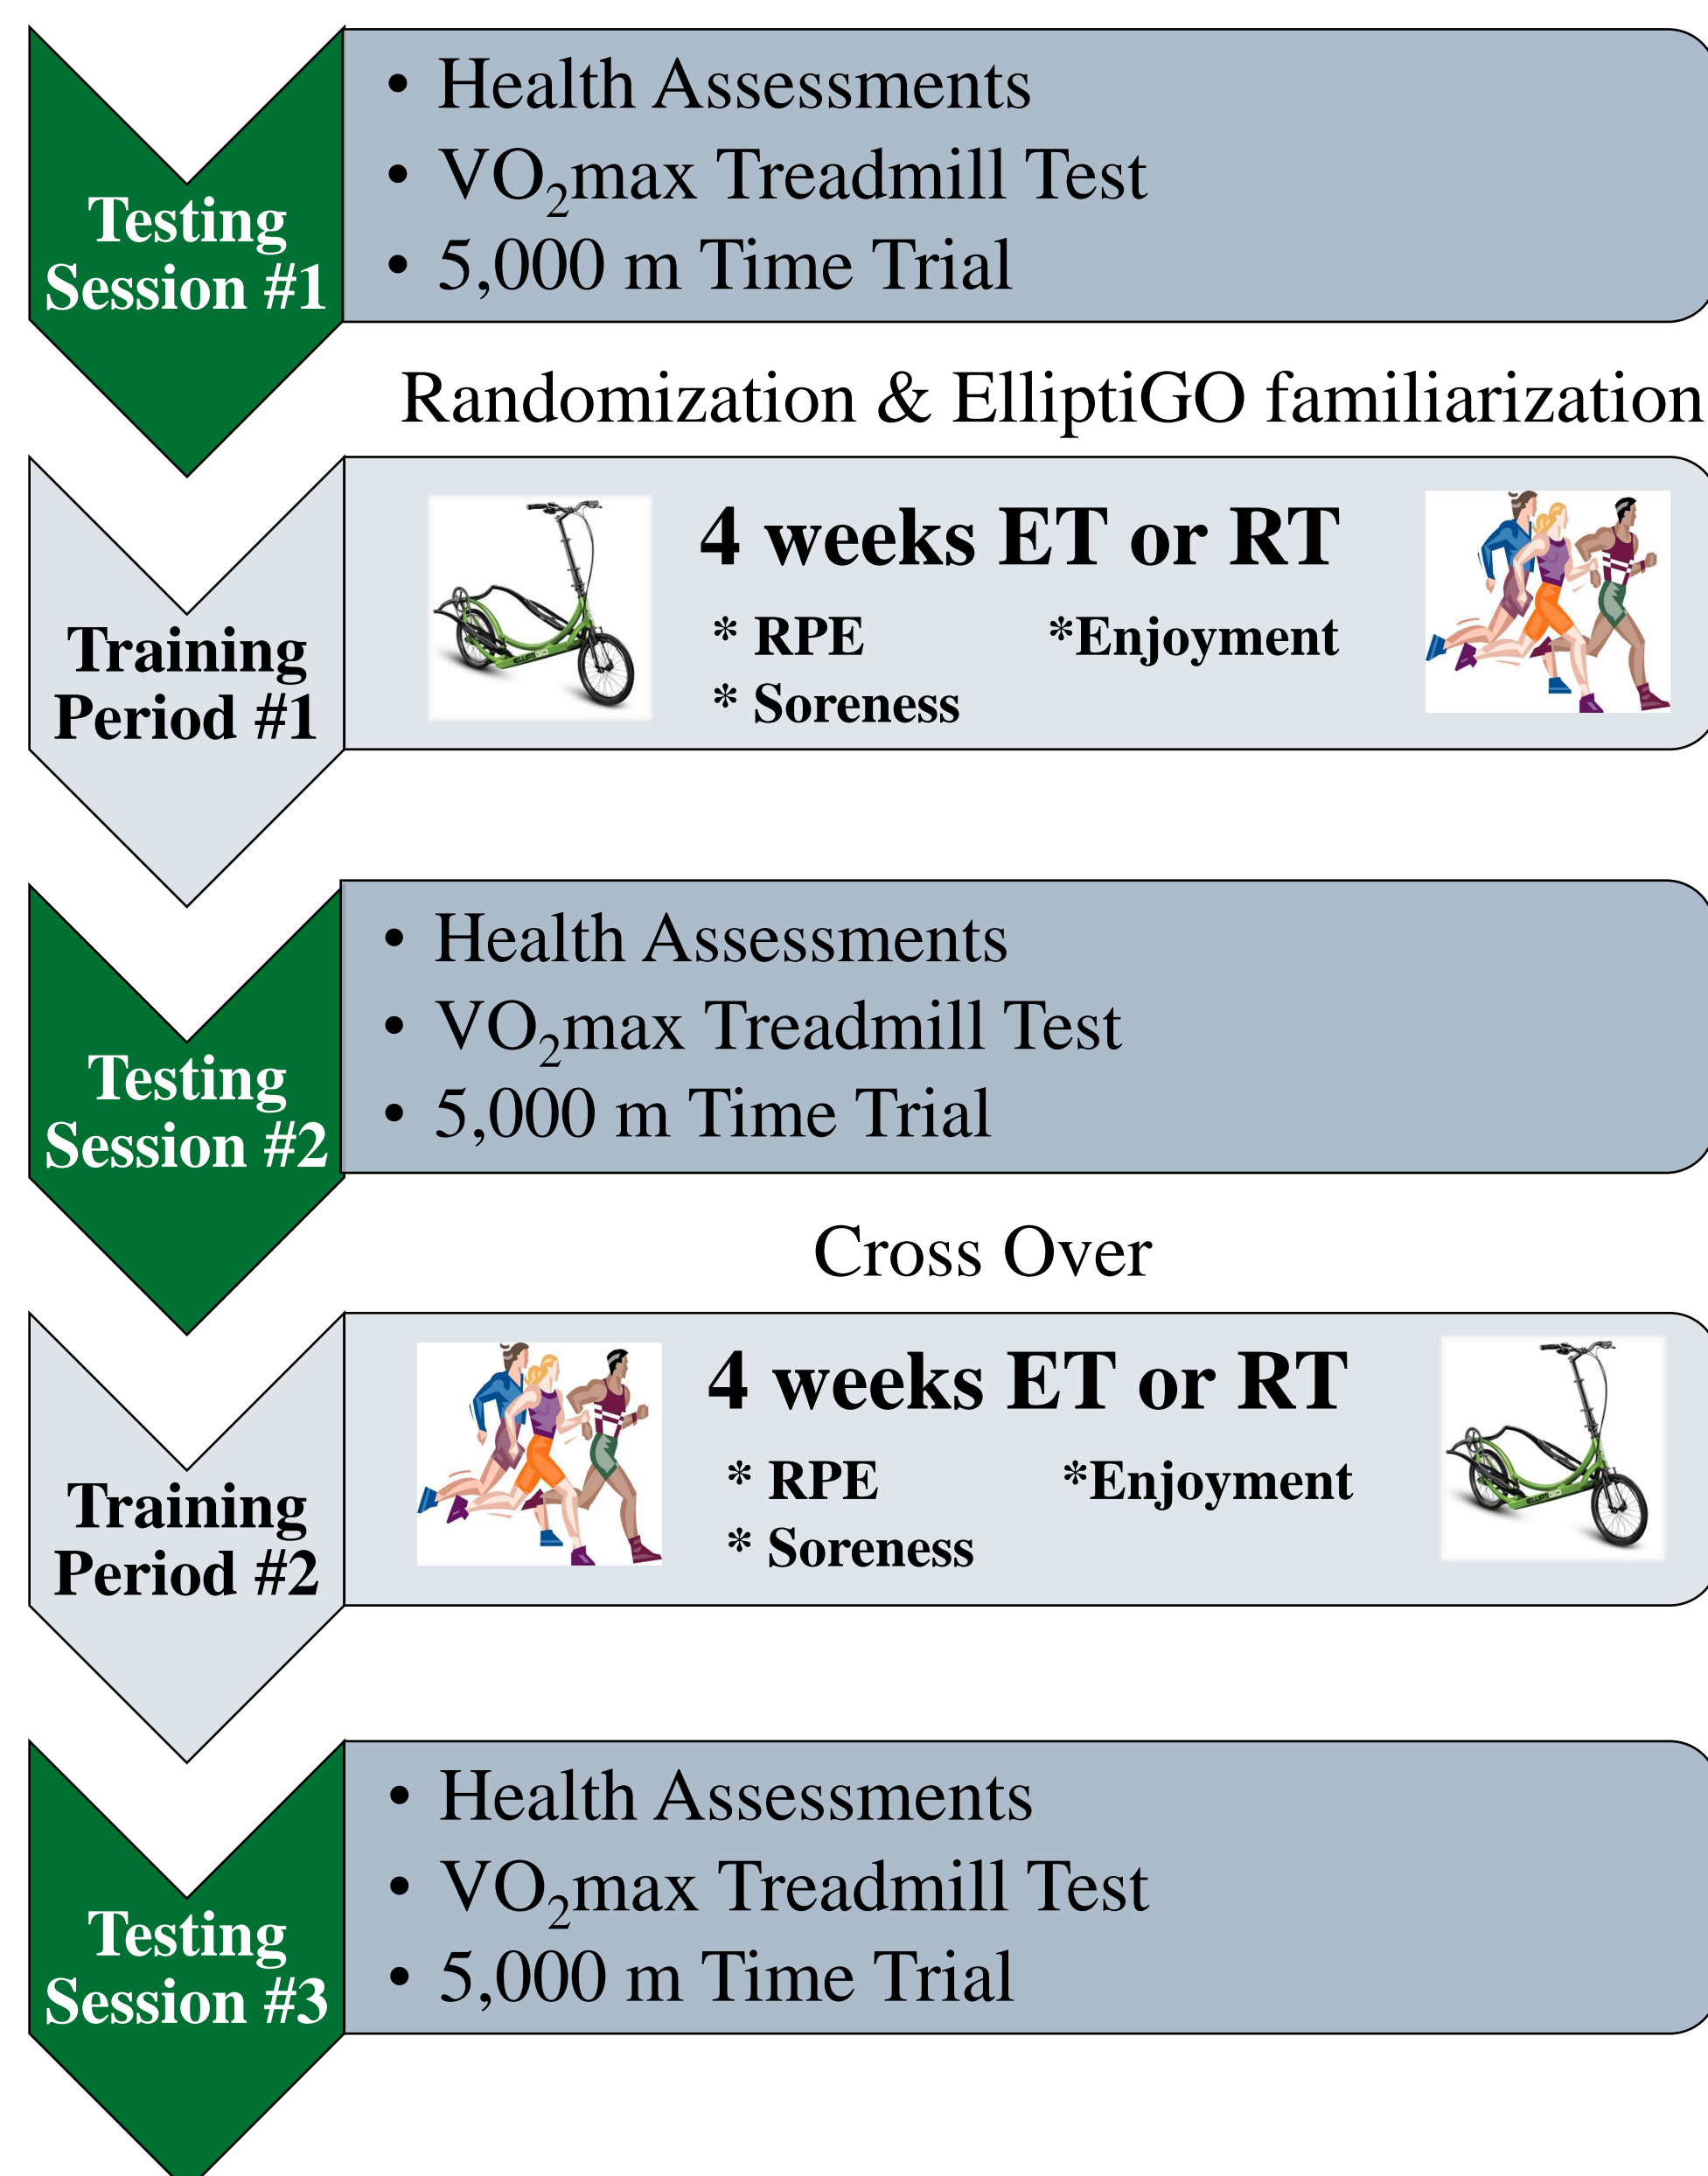 Testing
Session #1
• Health Assessments
• VO₂max Treadmill Test
• 5,000 m Time Trial
Randomization & ElliptiGO familiarization
Training
Period #1
4 weeks ET or RT
* RPE *Enjoyment
* Soreness
Testing
Session #2
• Health Assessments
• VO₂max Treadmill Test
• 5,000 m Time Trial
Cross Over
Training
Period #2
4 weeks ET or RT
* RPE *Enjoyment
* Soreness
Testing
Session #3
• Health Assessments
• VO₂max Treadmill Test
• 5,000 m Time Trial